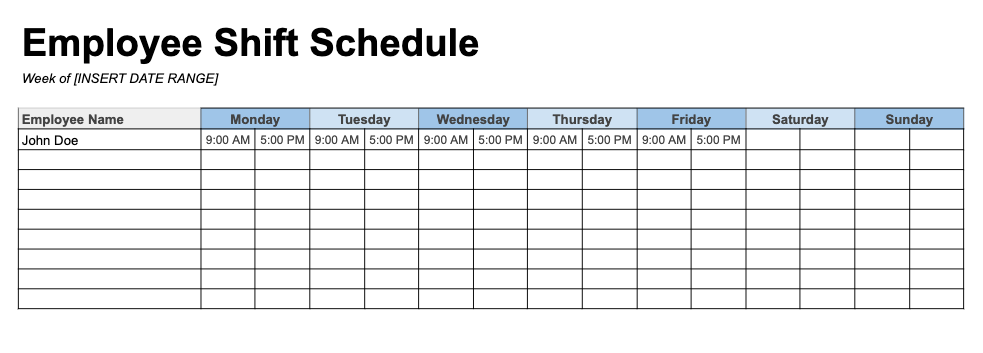 Employee Shift Schedule
Week of [INSERT DATE RANGE]
Employee Name Monday Tuesday Wednesday Thursday Friday Saturday Sunday
John Doe 9:00 AM 5:00 PM 9:00 AM 5:00 PM 9:00 AM 5:00 PM 9:00 AM 5:00 PM 9:00 AM 5:00 PM